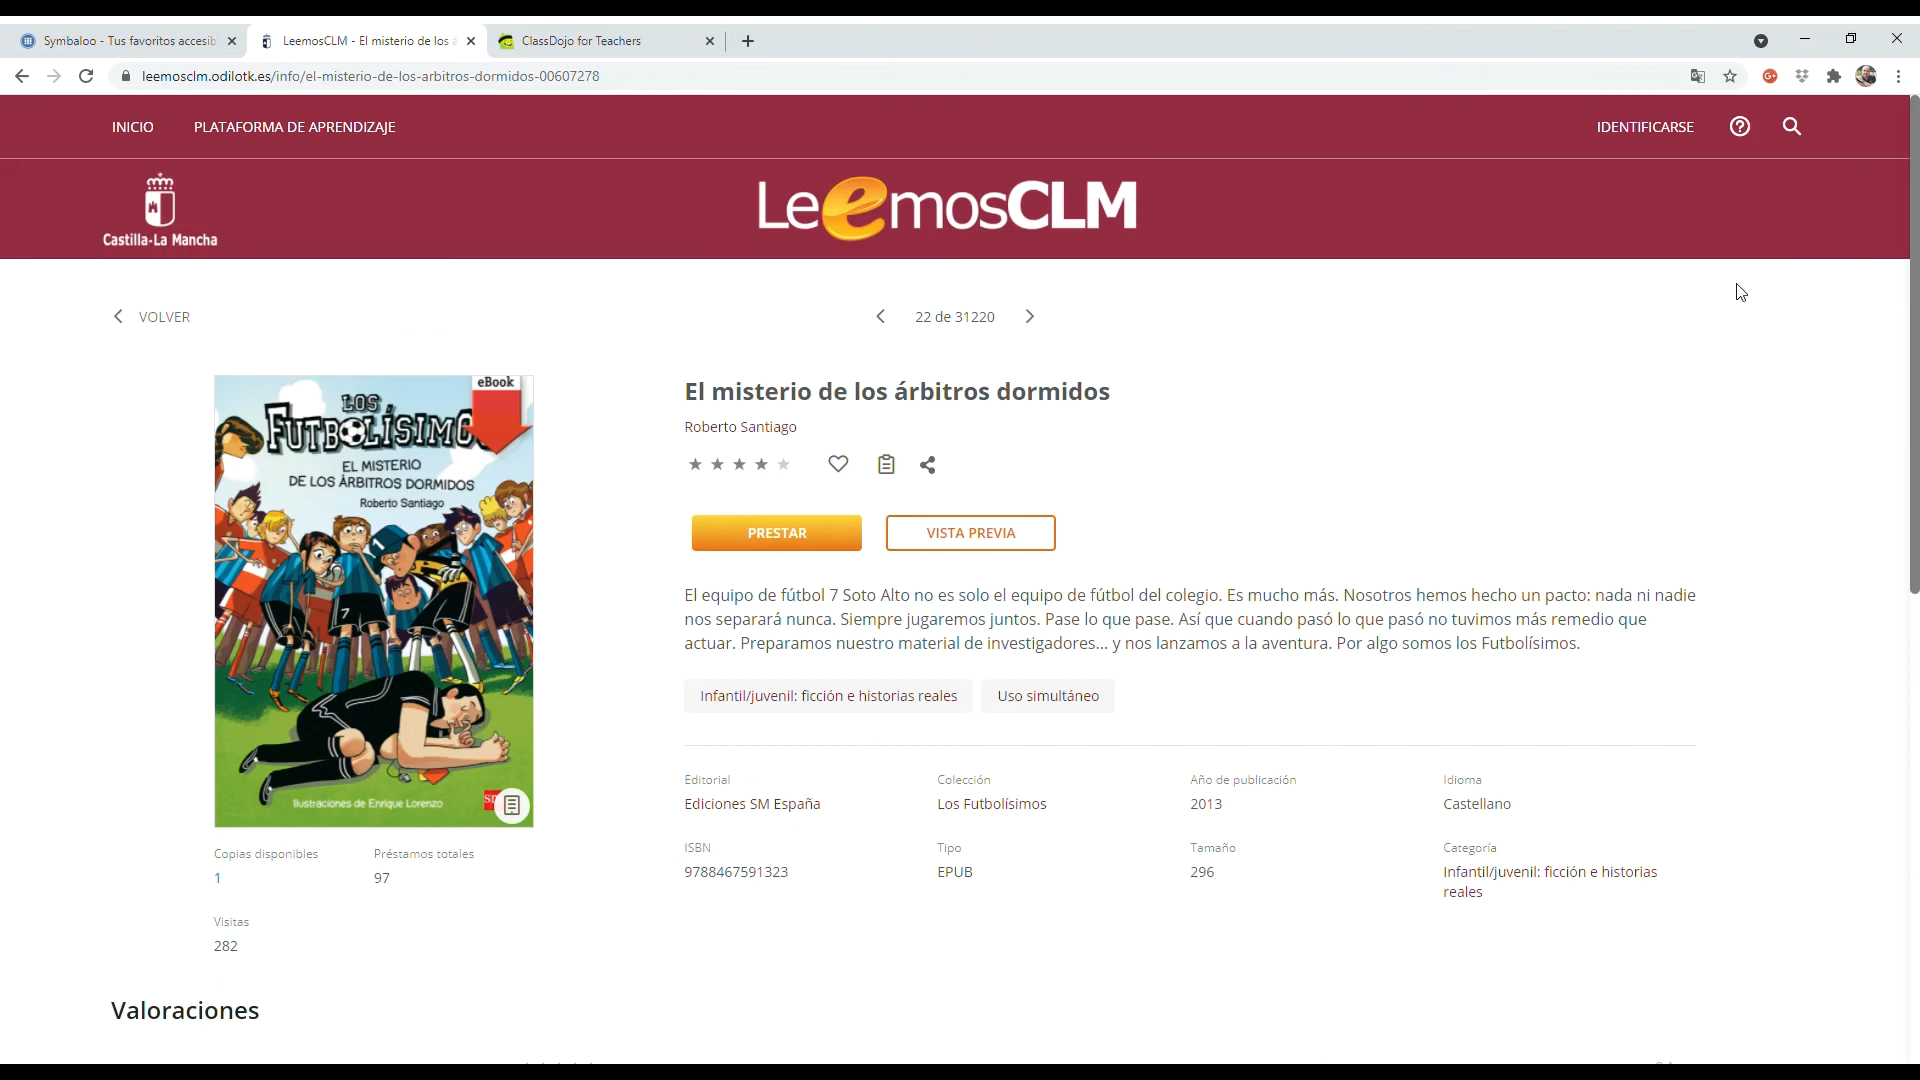 Symbaloo - Tus favoritos accesib
LeemosCLM - El misterio de los á
ClassDojo for Teachers
leemosclm.odilotk.es/info/el-misterio-de-los-arbitros-dormidos-00607278
INICIO
PLATAFORMA DE APRENDIZAJE
IDENTIFICARSE
Castilla-La Mancha
LeemosCLM
VOLVER
22 de 31220
eBook
LOS
FUTBOLÍSIMO
EL MISTERIO
DE LOS ÁRBITROS DORMIDOS
Roberto Santiago
1
7
Ilustraciones de Enrique Lorenzo
El misterio de los árbitros dormidos
Roberto Santiago
PRESTAR
VISTA PREVIA
El equipo de fútbol 7 Soto Alto no es solo el equipo de fútbol del colegio. Es mucho más. Nosotros hemos hecho un pacto: nada ni nadie
nos separará nunca. Siempre jugaremos juntos. Pase lo que pase. Así que cuando pasó lo que pasó no tuvimos más remedio que
actuar. Preparamos nuestro material de investigadores... y nos lanzamos a la aventura. Por algo somos los Futbolísimos.
Infantil/juvenil: ficción e historias reales
Uso simultáneo
Editorial
Colección
Año de publicación
Idioma
Ediciones SM España
Los Futbolísimos
2013
Castellano
ISBN
Tipo
Tamaño
Categoría
9788467591323
EPUB
296
Infantil/juvenil: ficción e historias
reales
Copias disponibles
Préstamos totales
1
97
Visitas
282
Valoraciones